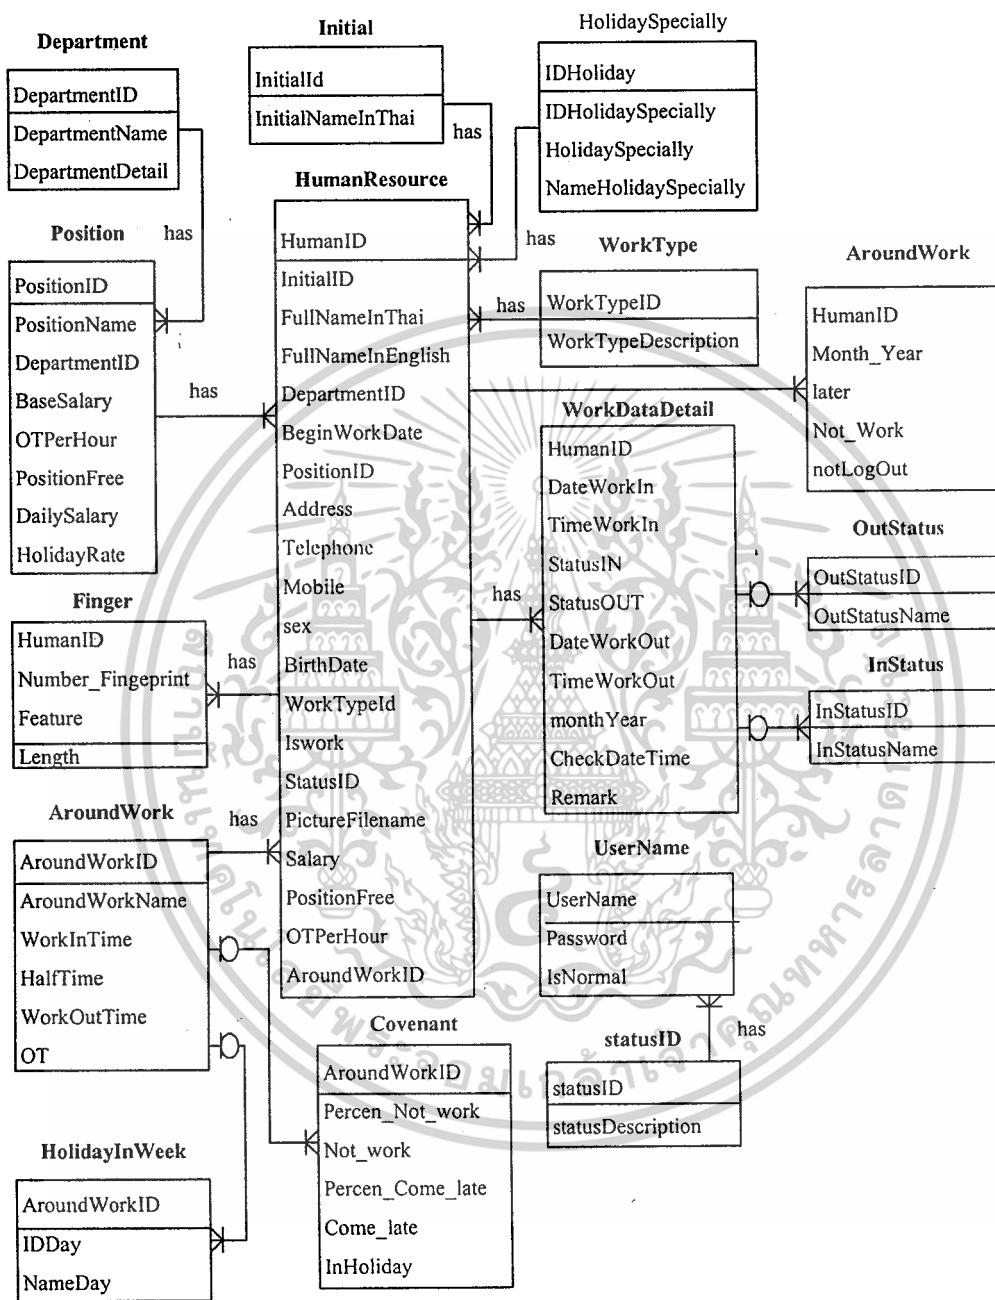 Department
DepartmentID
DepartmentName
DepartmentDetail
Initial
InitialId
InitialNameInThai
has
HolidaySpecially
IDHoliday
IDHolidaySpecially
HolidaySpecially
NameHolidaySpecially
has
has
Position
PositionID
PositionName
DepartmentID
BaseSalary
OTPerHour
PositionFree
DailySalary
HolidayRate
has
HumanResource
HumanID
InitialID
FullNameInThai
FullNameInEnglish
DepartmentID
BeginWorkDate
PositionID
Address
Telephone
Mobile
sex
BirthDate
WorkTypeId
Iswork
StatusID
PictureFilename
Salary
PositionFree
OTPerHour
AroundWorkID
WorkType
has
WorkTypeID
WorkTypeDescription
AroundWork
HumanID
Month_Year
later
Not_Work
notLogOut
WorkDataDetail
has
HumanID
DateWorkIn
TimeWorkIn
StatusIN
StatusOUT
DateWorkOut
TimeWorkOut
monthYear
CheckDateTime
Remark
OutStatus
OutStatusID
OutStatusName
InStatus
InStatusID
InStatusName
Finger
HumanID
Number_Fingeprint
Feature
Length
has
AroundWork
has
AroundWorkID
AroundWorkName
WorkInTime
HalfTime
WorkOutTime
OT
UserName
UserName
Password
IsNormal
has
statusID
statusID
statusDescription
Covenant
AroundWorkID
Percen_Not_work
Not_work
Percen_Come_late
Come_late
InHoliday
HolidayInWeek
AroundWorkID
IDDay
NameDay